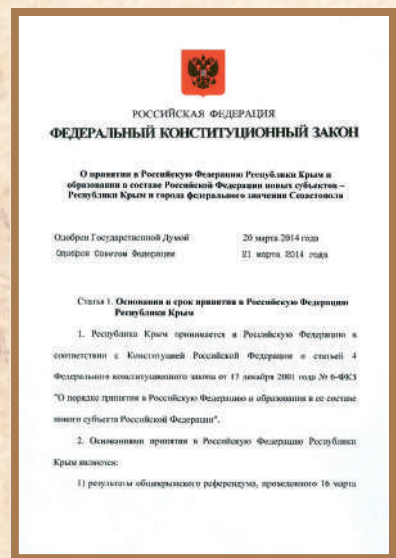 РОССИЙСКАЯ ФЕДЕРАЦИЯ
ФЕДЕРАЛЬНЫЙ КОНСТИТУЦИОННЫЙ ЗАКОН
О принятии в Российскую Федерацию Республики Крым и
образовании в составе Российской Федерации новых субъектов –
Республики Крым и города федерального значения Севастополя
Одобрен Государственной Думой 20 марта 2014 года
Одобрен Советом Федерации 21 марта 2014 года
Статья 1. Основания и срок принятия в Российскую Федерацию
Республики Крым
1. Республика Крым принимается в Российскую Федерацию в
соответствии с Конституцией Российской Федерации и статьей 4
Федерального конституционного закона от 17 декабря 2001 года № 6-ФКЗ
"О порядке принятия в Российскую Федерацию и образования в ее составе
нового субъекта Российской Федерации".
2. Основаниями принятия в Российскую Федерацию Республики
Крым являются:
1) результаты общекрымского референдума, проведенного 16 марта